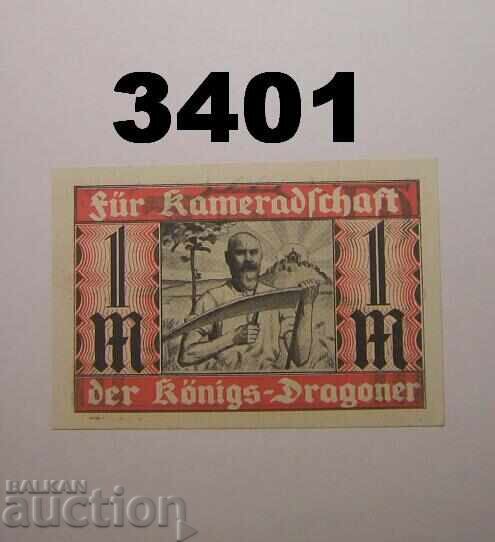 3401
Für Kameradschaft
1 1
M M
der Königs-Dragoner
BALKAN
auction